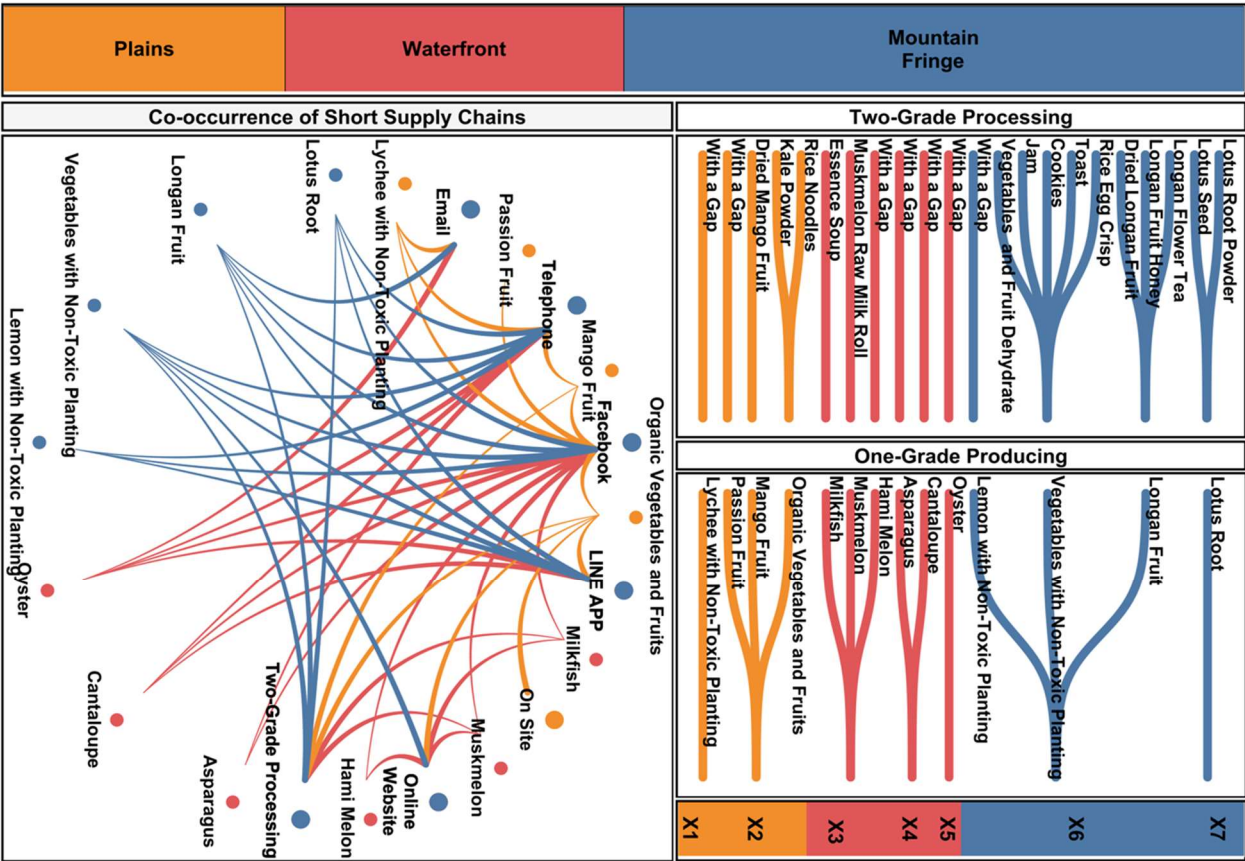 Plains
Waterfront
Mountain
Fringe
Co-occurrence of Short Supply Chains
Two-Grade Processing
Vegetables with Non-Toxic Planting
Longan Fruit
Lotus Root
Lychee with Non-Toxic Planting
Email
Passion Fruit
Telephone
Mango Fruit
Facebook
Organic Vegetables and Fruits
LINE APP
Milkfish
On Site
Muskmelon
Online
Website
Hami Melon
Two-Grade Processing
Asparagus
Cantaloupe
Oyster
Lemon with Non-Toxic Planting
With a Gap
With a Gap
Dried Mango Fruit
Kale Powder
Rice Noodles
Essence Soup
Muskmelon Raw Milk Roll
With a Gap
With a Gap
With a Gap
With a Gap
With a Gap
Vegetables and Fruit Dehydrate
Jam
Cookies
Toast
Rice Egg Crisp
Dried Longan Fruit
Longan Fruit Honey
Longan Flower Tea
Lotus Seed
Lotus Root Powder
One-Grade Producing
Lychee with Non-Toxic Planting
Passion Fruit
Mango Fruit
Organic Vegetables and Fruits
Milkfish
Muskmelon
Hami Melon
Asparagus
Cantaloupe
Oyster
Lemon with Non-Toxic Planting
Vegetables with Non-Toxic Planting
Longan Fruit
Lotus Root
X1
X2
X3
X4
X5
X6
X7